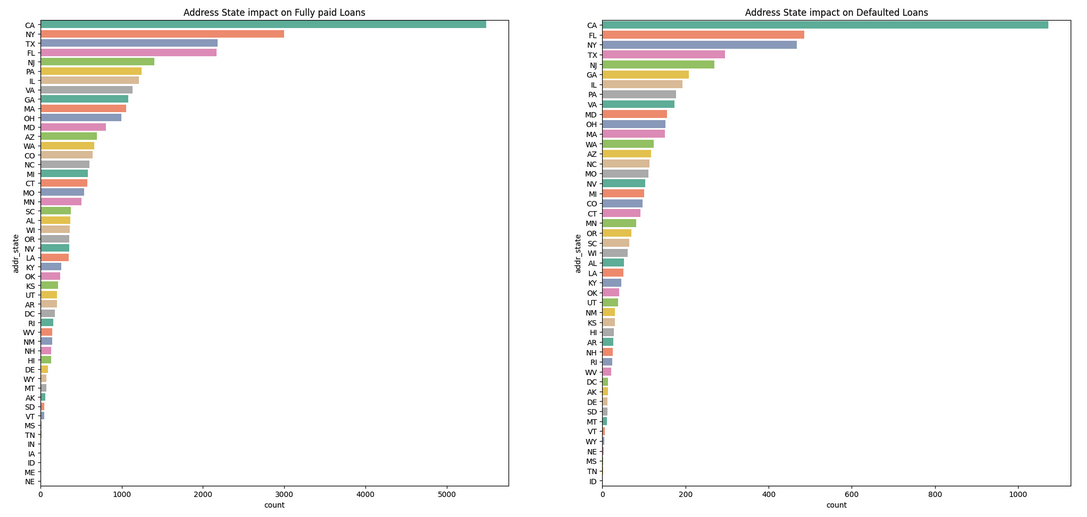 Address State impact on Fully paid Loans
addr_state
CA
NY
TX
FL
NJ
PA
IL
VA
GA
MA
OH
MD
AZ
WA
CO
NC
MI
CT
MO
MN
SC
AL
WI
OR
NV
LA
KY
OK
KS
UT
AR
DC
RI
WV
NM
NH
HI
DE
WY
MT
AK
SD
VT
MS
TN
IN
IA
ID
ME
NE
0 1000 2000 3000 4000 5000
count
Address State impact on Defaulted Loans
addr_state
CA
FL
NY
TX
NJ
GA
IL
PA
VA
MD
OH
MA
WA
AZ
NC
MO
NV
MI
CO
CT
MN
OR
SC
WI
AL
LA
KY
OK
UT
NM
KS
HI
AR
NH
RI
WV
DC
AK
DE
SD
MT
VT
WY
NE
MS
TN
ID
0 200 400 600 800 1000
count